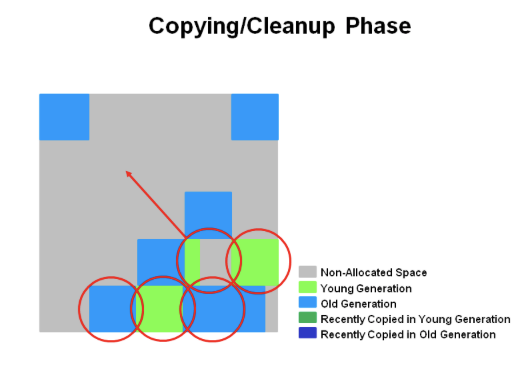 Copying/Cleanup Phase
Non-Allocated Space
Young Generation
Old Generation
Recently Copied in Young Generation
Recently Copied in Old Generation